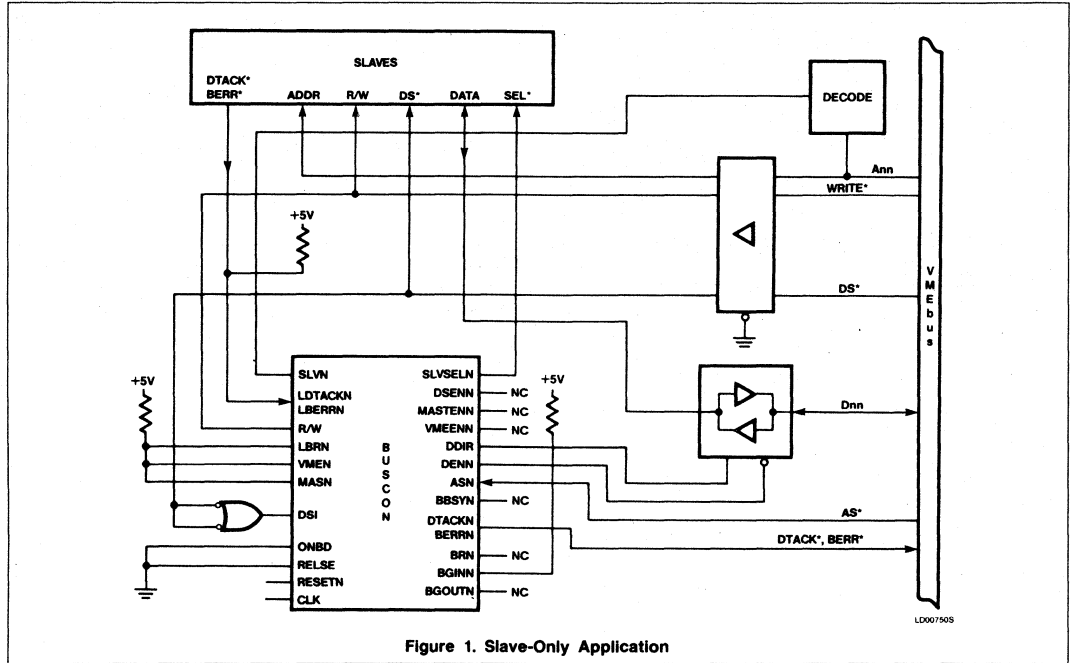 SLAVES
DTACK*
BERR*
ADDR
R/W
DS*
DATA
SEL*
DECODE
Ann
WRITE*
+5V
DS*
VMEbus
+5V
SLVN
LDTACKN
LBERRN
R/W
LBRN
VMEN
MASN
DSI
ONBD
RELSE
RESETN
CLK
BUSCON
SLVSELN
DSENN
MASTENN
VMEENN
DDIR
DENN
ASN
BBSYN
DTACKN
BERRN
BRN
BGINN
BGOUTN
NC
NC
NC
NC
NC
NC
+5V
Dnn
AS*
DTACK*, BERR*
LD00750S
Figure 1. Slave-Only Application